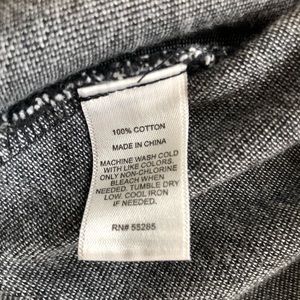 100% COTTON
MADE IN CHINA
MACHINE WASH COLD
WITH LIKE COLORS.
ONLY NON-CHLORINE
BLEACH WHEN
NEEDED. TUMBLE DRY
LOW. COOL IRON
IF NEEDED.
RN# 55285